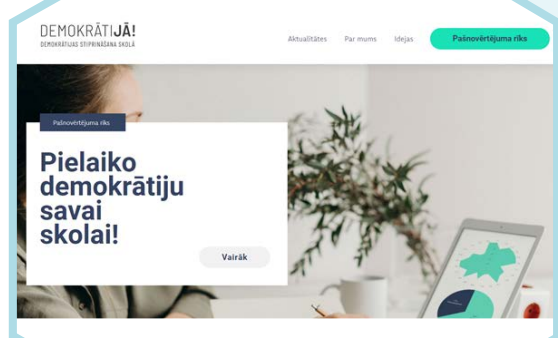 DEMOKRĀTIJĀ!
DEMOKRĀTIJAS STIPRINĀŠANA SKOLĀ
Aktualitātes Par mums Idejas Pašnovērtējuma rīks
Pašnovērtējuma rīks
Pielaiko
demokrātiju
savai
skolai!
Vairāk